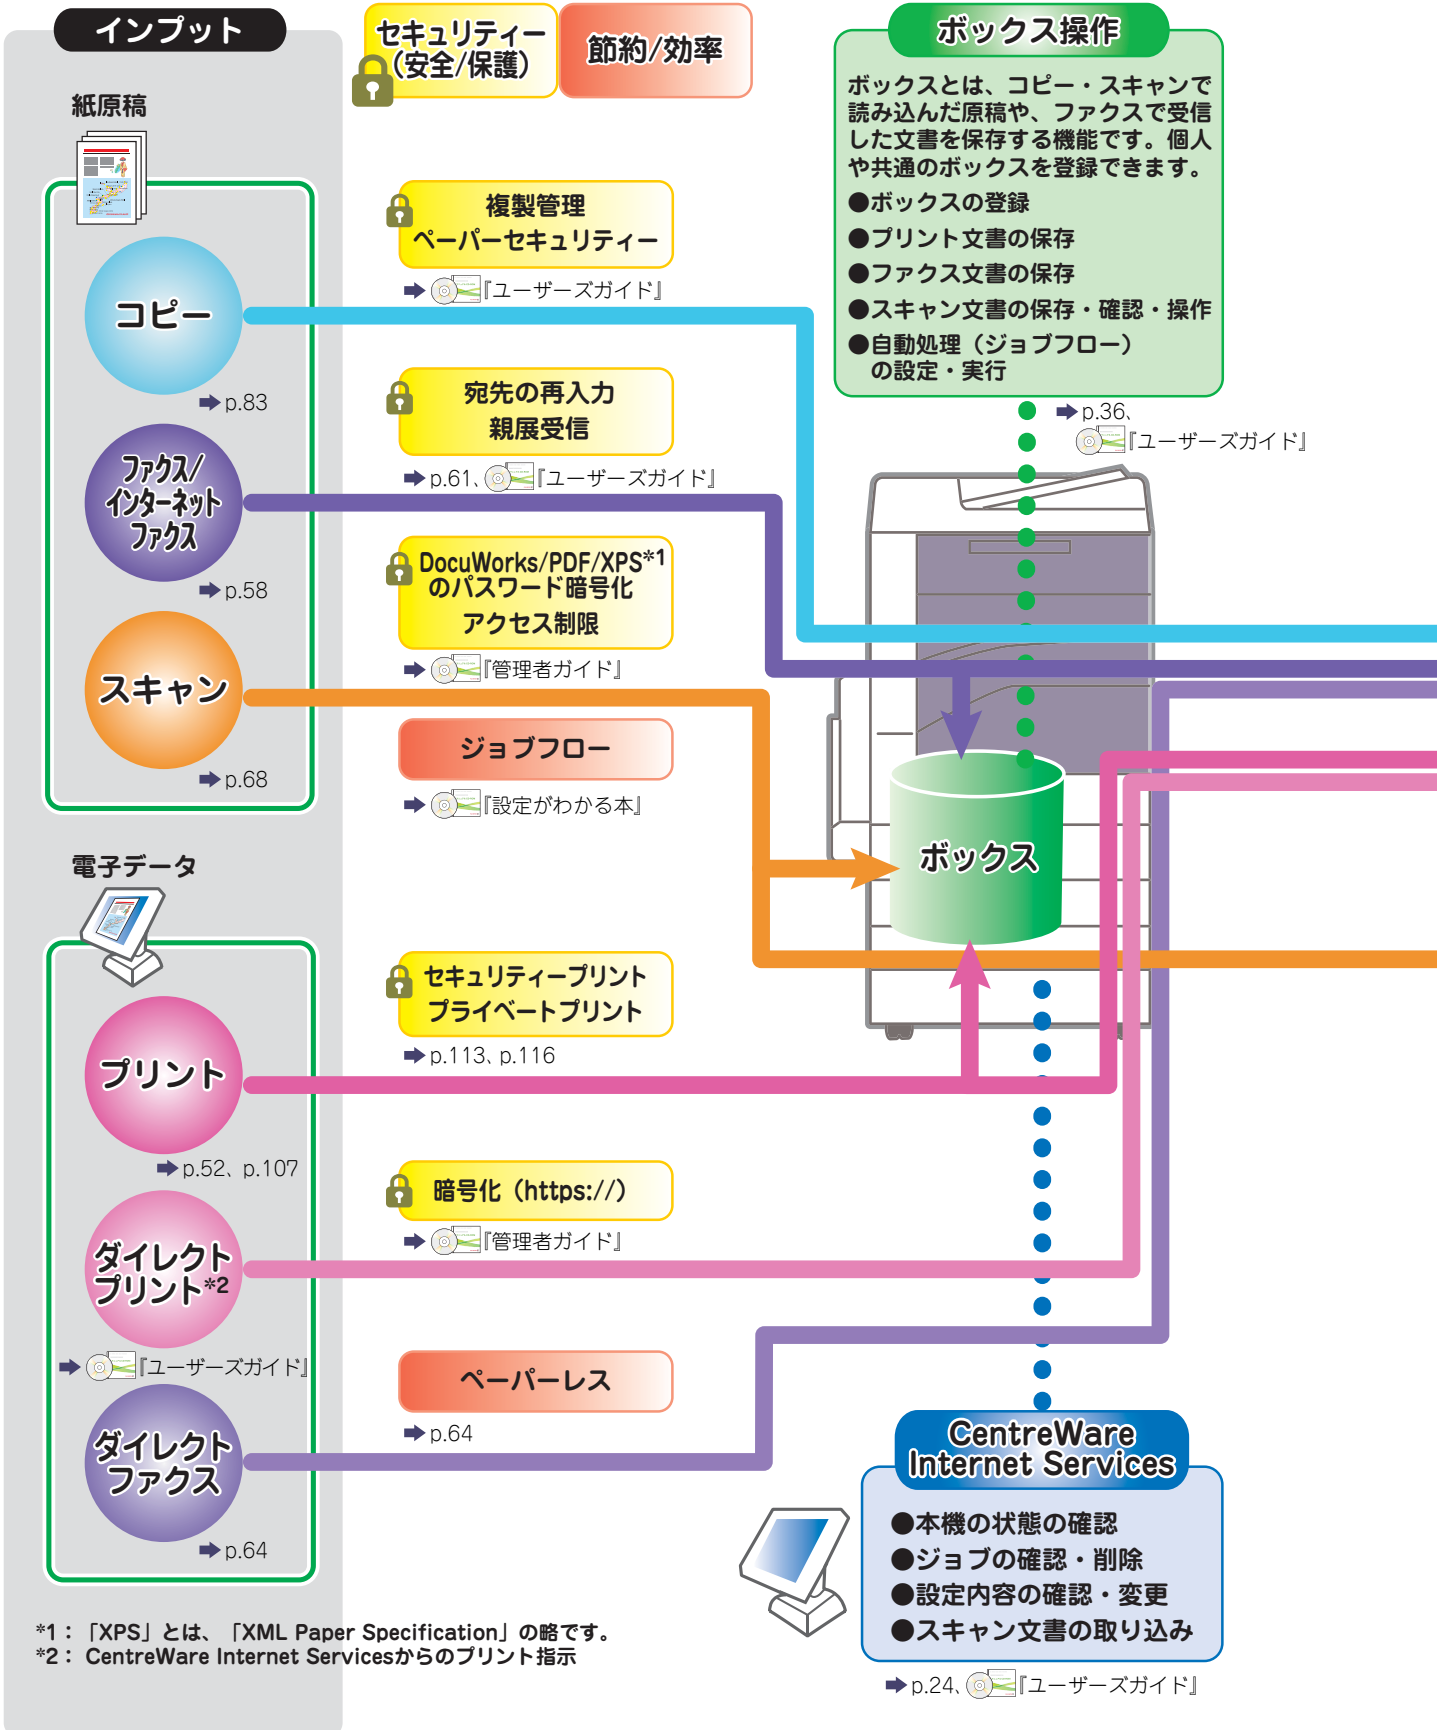 インプット
セキュリティー
（安全/保護）
節約/効率
紙原稿
コピー
p.83
ファクス/
インターネット
ファクス
p.58
スキャン
p.68
複製管理
ペーパーセキュリティー
『ユーザーズガイド』
宛先の再入力
親展受信
p.61、『ユーザーズガイド』
DocuWorks/PDF/XPS*1
のパスワード暗号化
アクセス制限
『管理者ガイド』
ジョブフロー
『設定がわかる本』
ボックス操作
ボックスとは、コピー・スキャンで
読み込んだ原稿や、ファクスで受信
した文書を保存する機能です。個人
や共通のボックスを登録できます。
●ボックスの登録
●プリント文書の保存
●ファクス文書の保存
●スキャン文書の保存・確認・操作
●自動処理（ジョブフロー）
の設定・実行
p.36、
『ユーザーズガイド』
ボックス
電子データ
プリント
p.52、p.107
ダイレクト
プリント*2
『ユーザーズガイド』
ダイレクト
ファクス
p.64
セキュリティープリント
プライベートプリント
p.113、p.116
暗号化（https://）
『管理者ガイド』
ペーパーレス
p.64
CentreWare
Internet Services
●本機の状態の確認
●ジョブの確認・削除
●設定内容の確認・変更
●スキャン文書の取り込み
p.24、『ユーザーズガイド』
*1：「XPS」とは、「XML Paper Specification」の略です。
*2： CentreWare Internet Servicesからのプリント指示